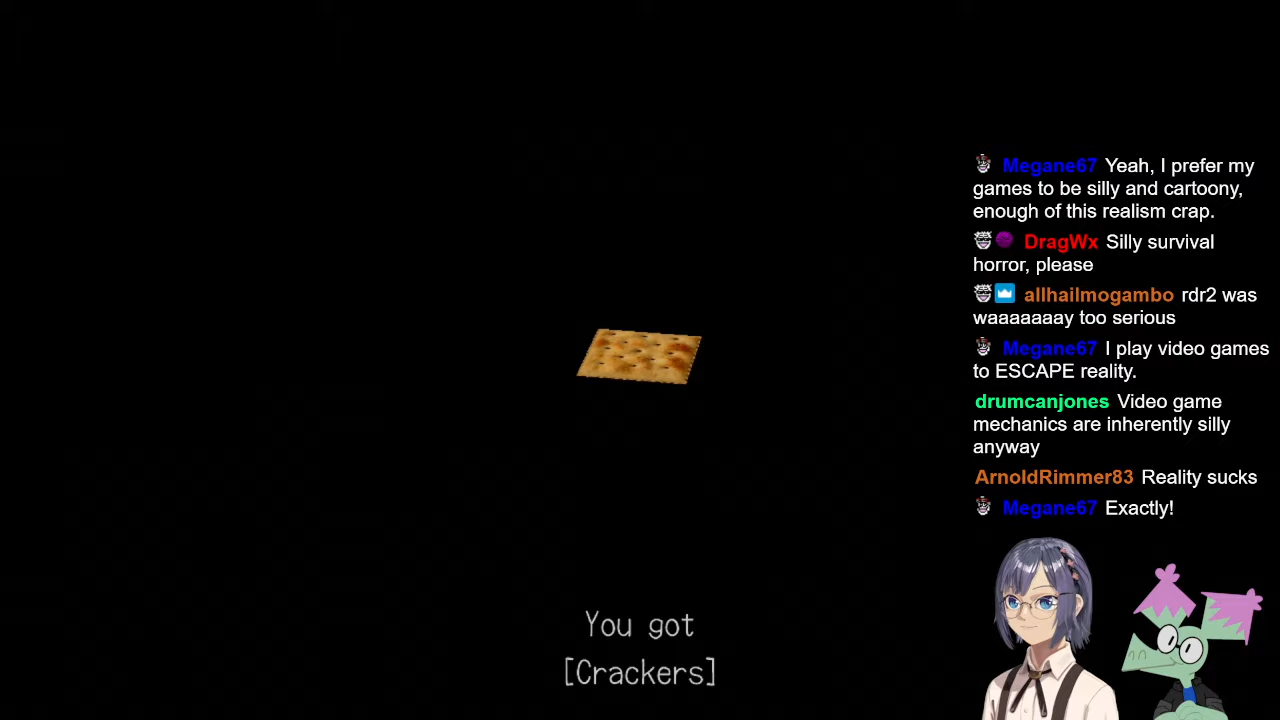 Megane67 Yeah, I prefer my
games to be silly and cartoony,
enough of this realism crap.
DragWx Silly survival
horror, please
allhailmogambo rdr2 was
waaaaaaay too serious
Megane67 I play video games
to ESCAPE reality.
drumcanjones Video game
mechanics are inherently silly
anyway
ArnoldRimmer83 Reality sucks
Megane67 Exactly!
You got
[Crackers]